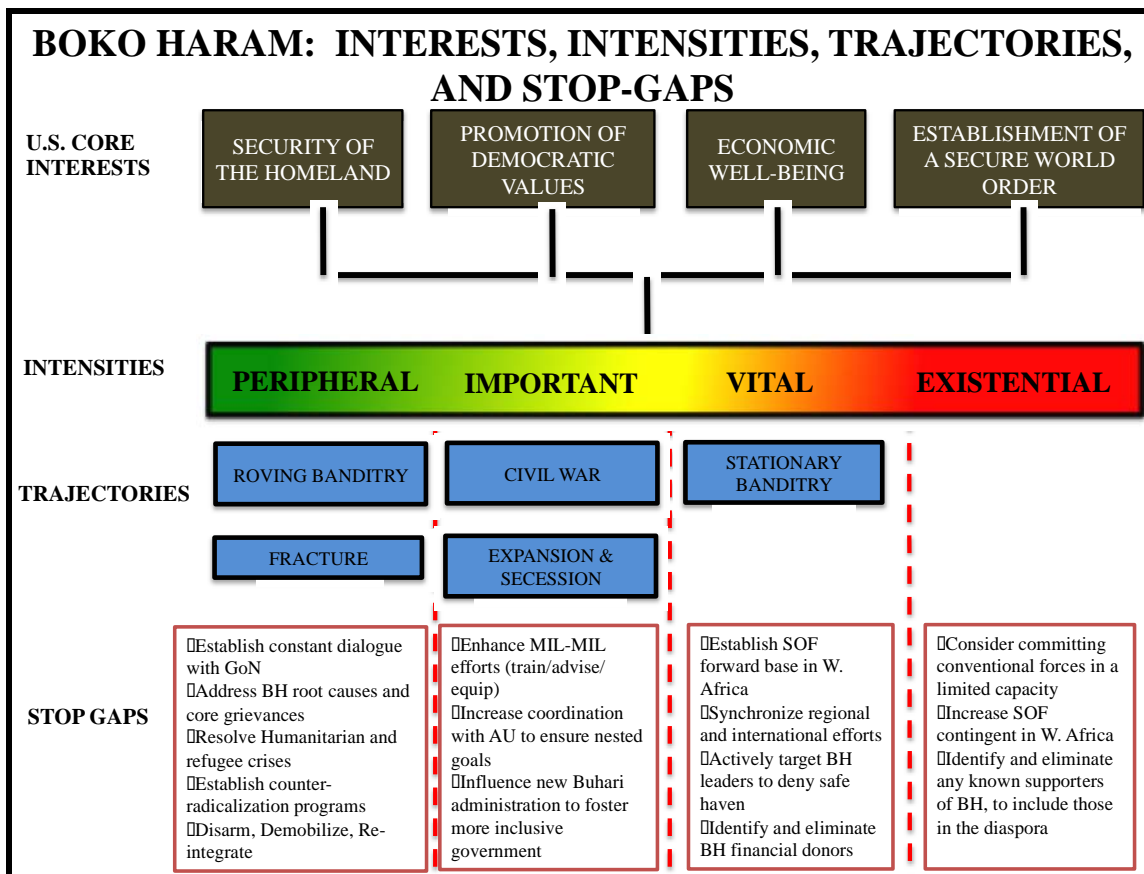 BOKO HARAM: INTERESTS, INTENSITIES, TRAJECTORIES,
AND STOP-GAPS
U.S. CORE
INTERESTS
SECURITY OF
THE HOMELAND
PROMOTION OF
DEMOCRATIC
VALUES
ECONOMIC
WELL-BEING
ESTABLISHMENT OF
A SECURE WORLD
ORDER
INTENSITIES
PERIPHERAL
IMPORTANT
VITAL
EXISTENTIAL
TRAJECTORIES
ROVING BANDITRY
CIVIL WAR
STATIONARY
BANDITRY
FRACTURE
EXPANSION &
SECESSION
STOP GAPS
▯Establish constant dialogue
with GoN
▯Address BH root causes and
core grievances
▯Resolve Humanitarian and
refugee crises
▯Establish counter-
radicalization programs
▯Disarm, Demobilize, Re-
integrate
▯Enhance MIL-MIL
efforts (train/advise/
equip)
▯Increase coordination
with AU to ensure nested
goals
▯Influence new Buhari
administration to foster
more inclusive
government
▯Establish SOF
forward base in W.
Africa
▯Synchronize regional
and international efforts
▯Actively target BH
leaders to deny safe
haven
▯Identify and eliminate
BH financial donors
▯Consider committing
conventional forces in a
limited capacity
▯Increase SOF
contingent in W. Africa
▯Identify and eliminate
any known supporters
of BH, to include those
in the diaspora